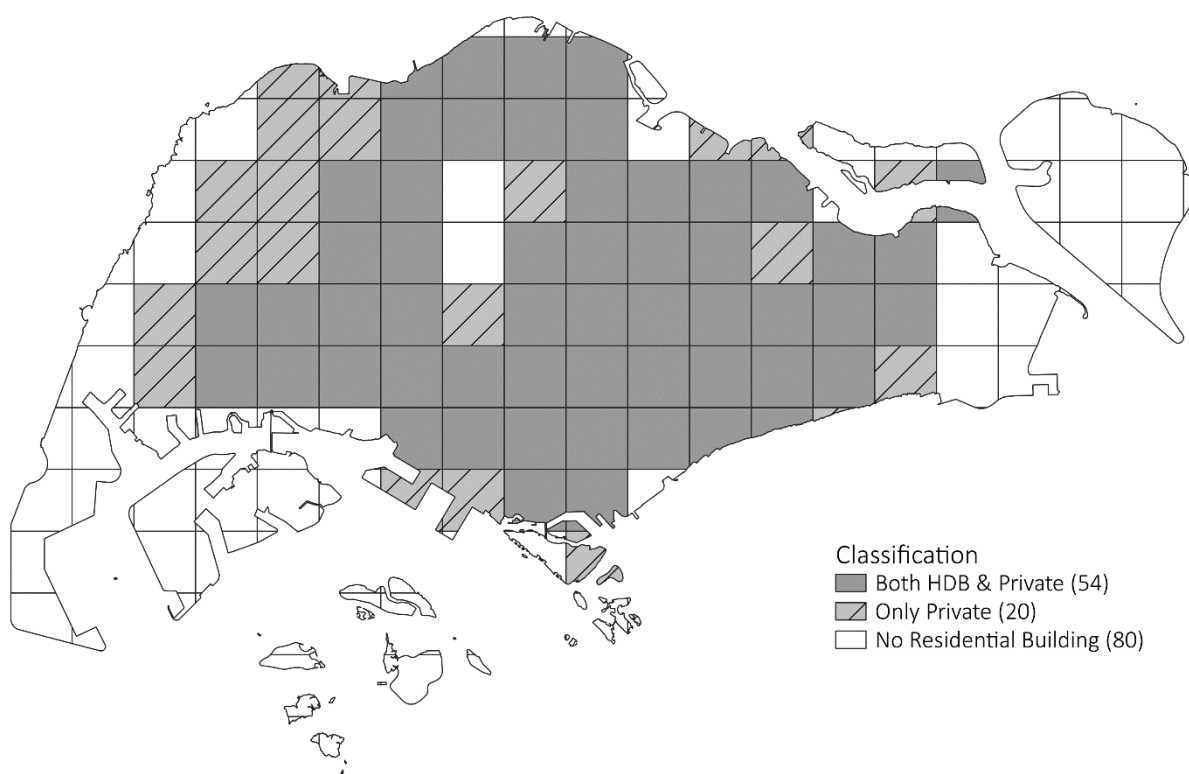 Classification
Both HDB & Private (54)
Only Private (20)
No Residential Building (80)